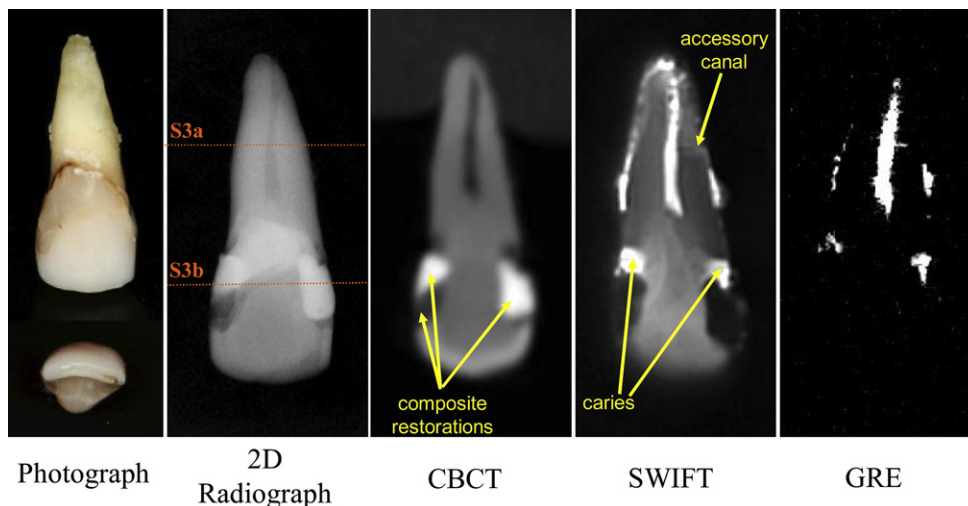 S3a
S3b
composite
restorations
accessory
canal
caries
Photograph
2D
Radiograph
CBCT
SWIFT
GRE